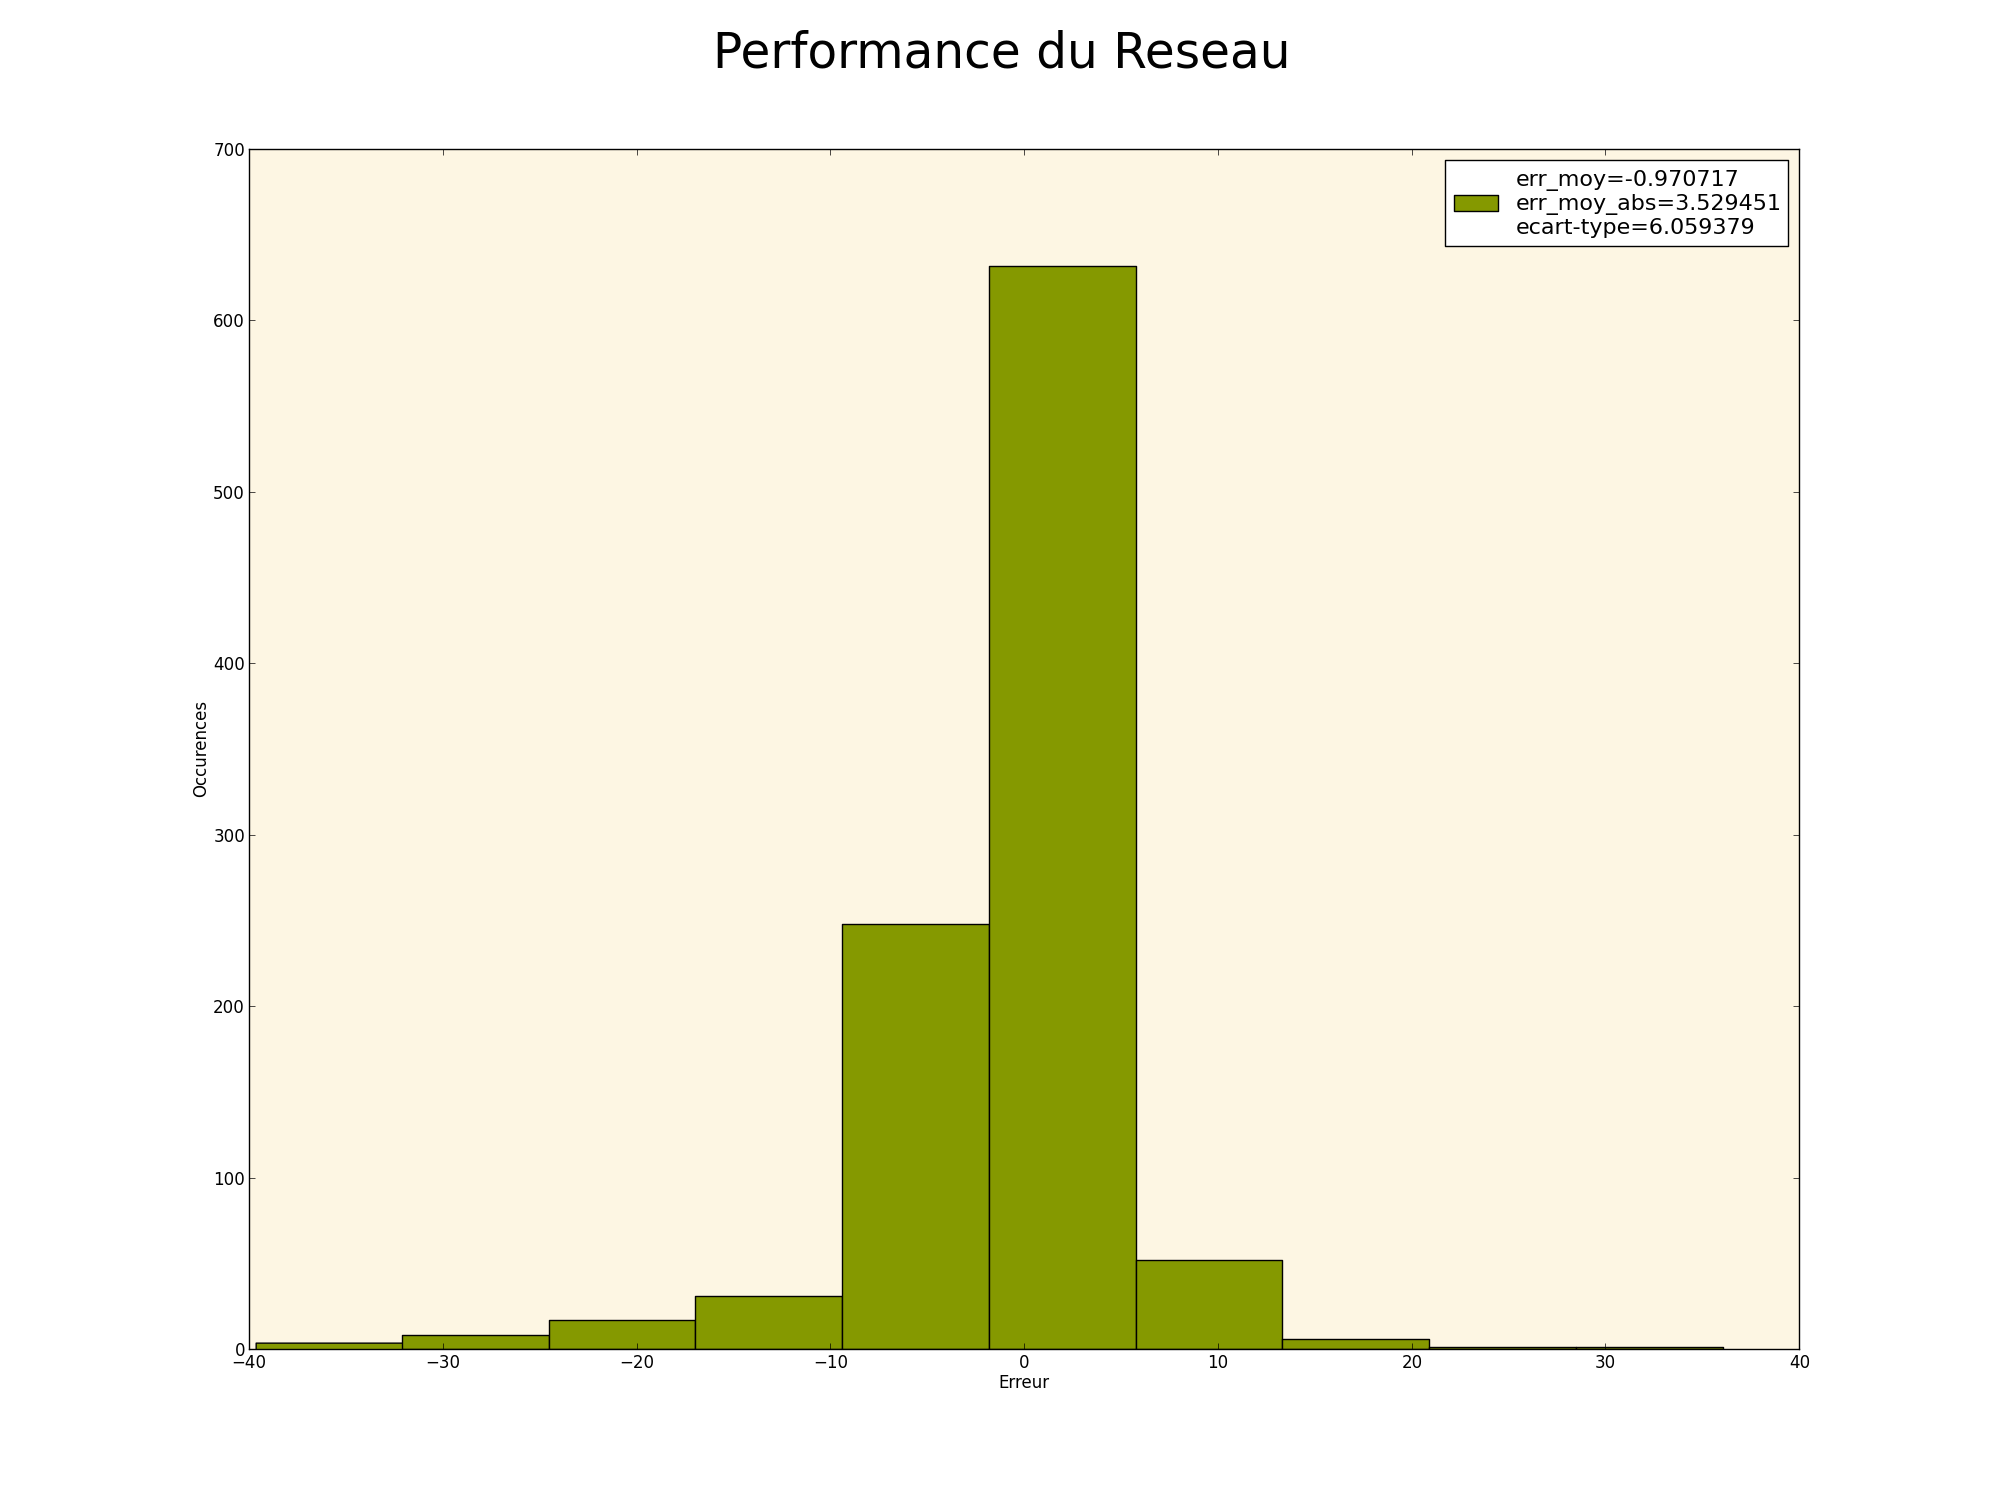 Performance du Reseau
err_moy=-0.970717
err_moy_abs=3.529451
ecart-type=6.059379
700
600
500
400
300
200
100
0
Occurences
−40 −30 −20 −10 0 10 20 30 40
Erreur